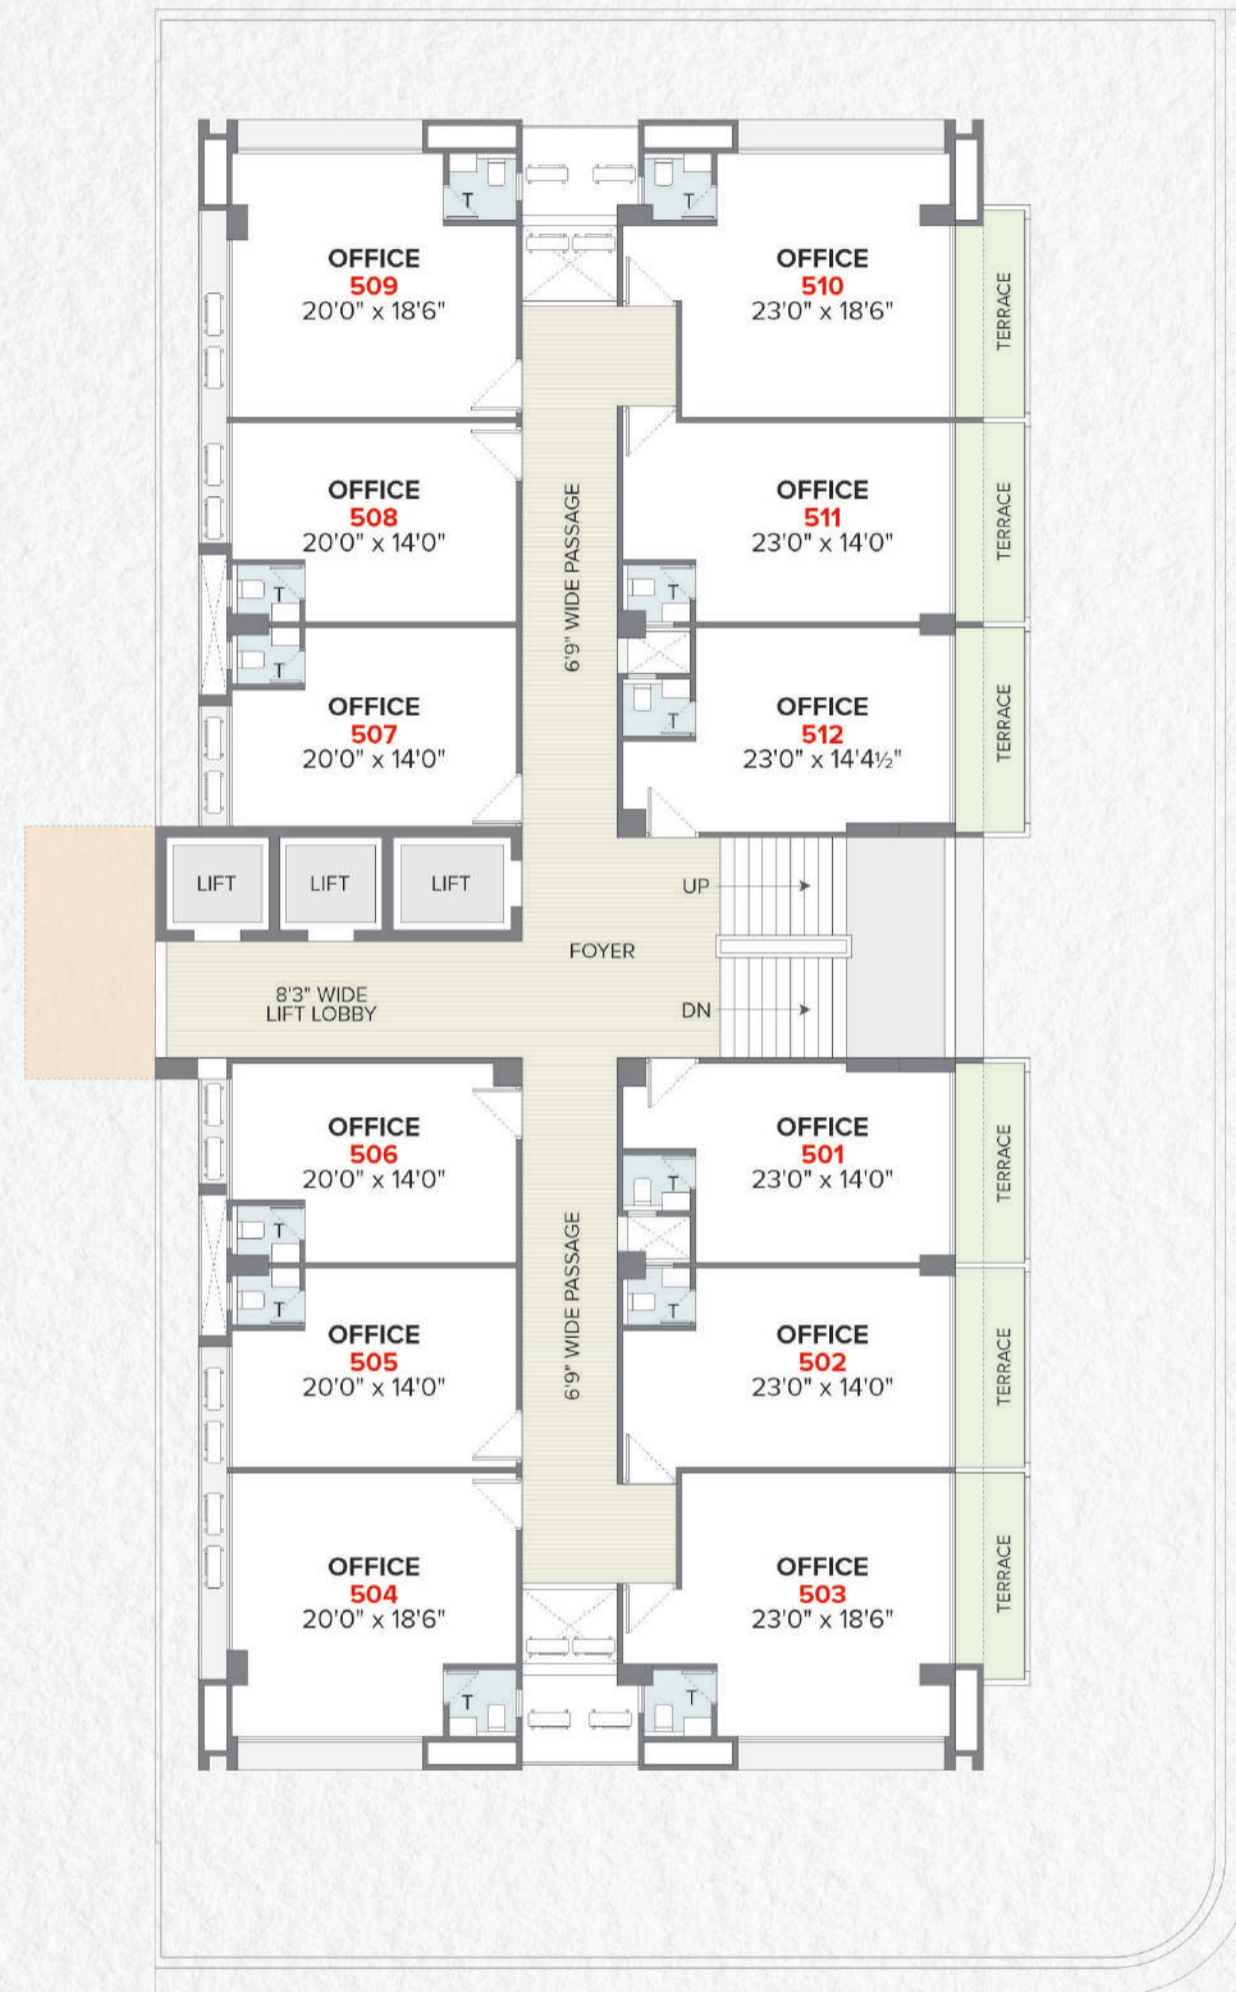 T
T
OFFICE
509
20'0" x 18'6"
OFFICE
510
23'0" x 18'6"
TERRACE
OFFICE
508
20'0" x 14'0"
T
6'9" WIDE PASSAGE
OFFICE
511
23'0" x 14'0"
T
TERRACE
T
OFFICE
507
20'0" x 14'0"
T
OFFICE
512
23'0" x 14'4½"
TERRACE
LIFT
LIFT
LIFT
UP
FOYER
8'3" WIDE
LIFT LOBBY
DN
OFFICE
506
20'0" x 14'0"
T
OFFICE
501
23'0" x 14'0"
T
TERRACE
T
OFFICE
505
20'0" x 14'0"
6'9" WIDE PASSAGE
T
OFFICE
502
23'0" x 14'0"
TERRACE
OFFICE
504
20'0" x 18'6"
T
OFFICE
503
23'0" x 18'6"
T
TERRACE